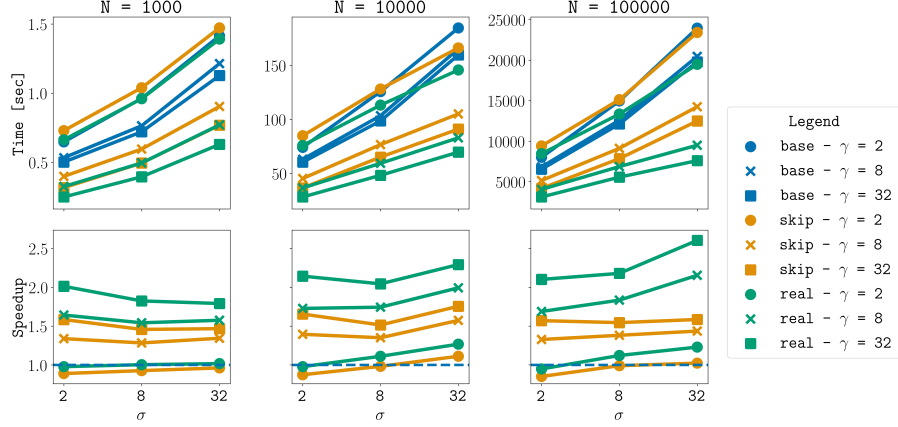 N = 1000
N = 10000
N = 100000
Time [sec]
1.5
1.0
0.5
150
100
50
25000
20000
15000
10000
5000
Speedup
2.5
2.0
1.5
1.0
2 8 32
σ
2 8 32
σ
2 8 32
σ
Legend
base - γ = 2
base - γ = 8
base - γ = 32
skip - γ = 2
skip - γ = 8
skip - γ = 32
real - γ = 2
real - γ = 8
real - γ = 32